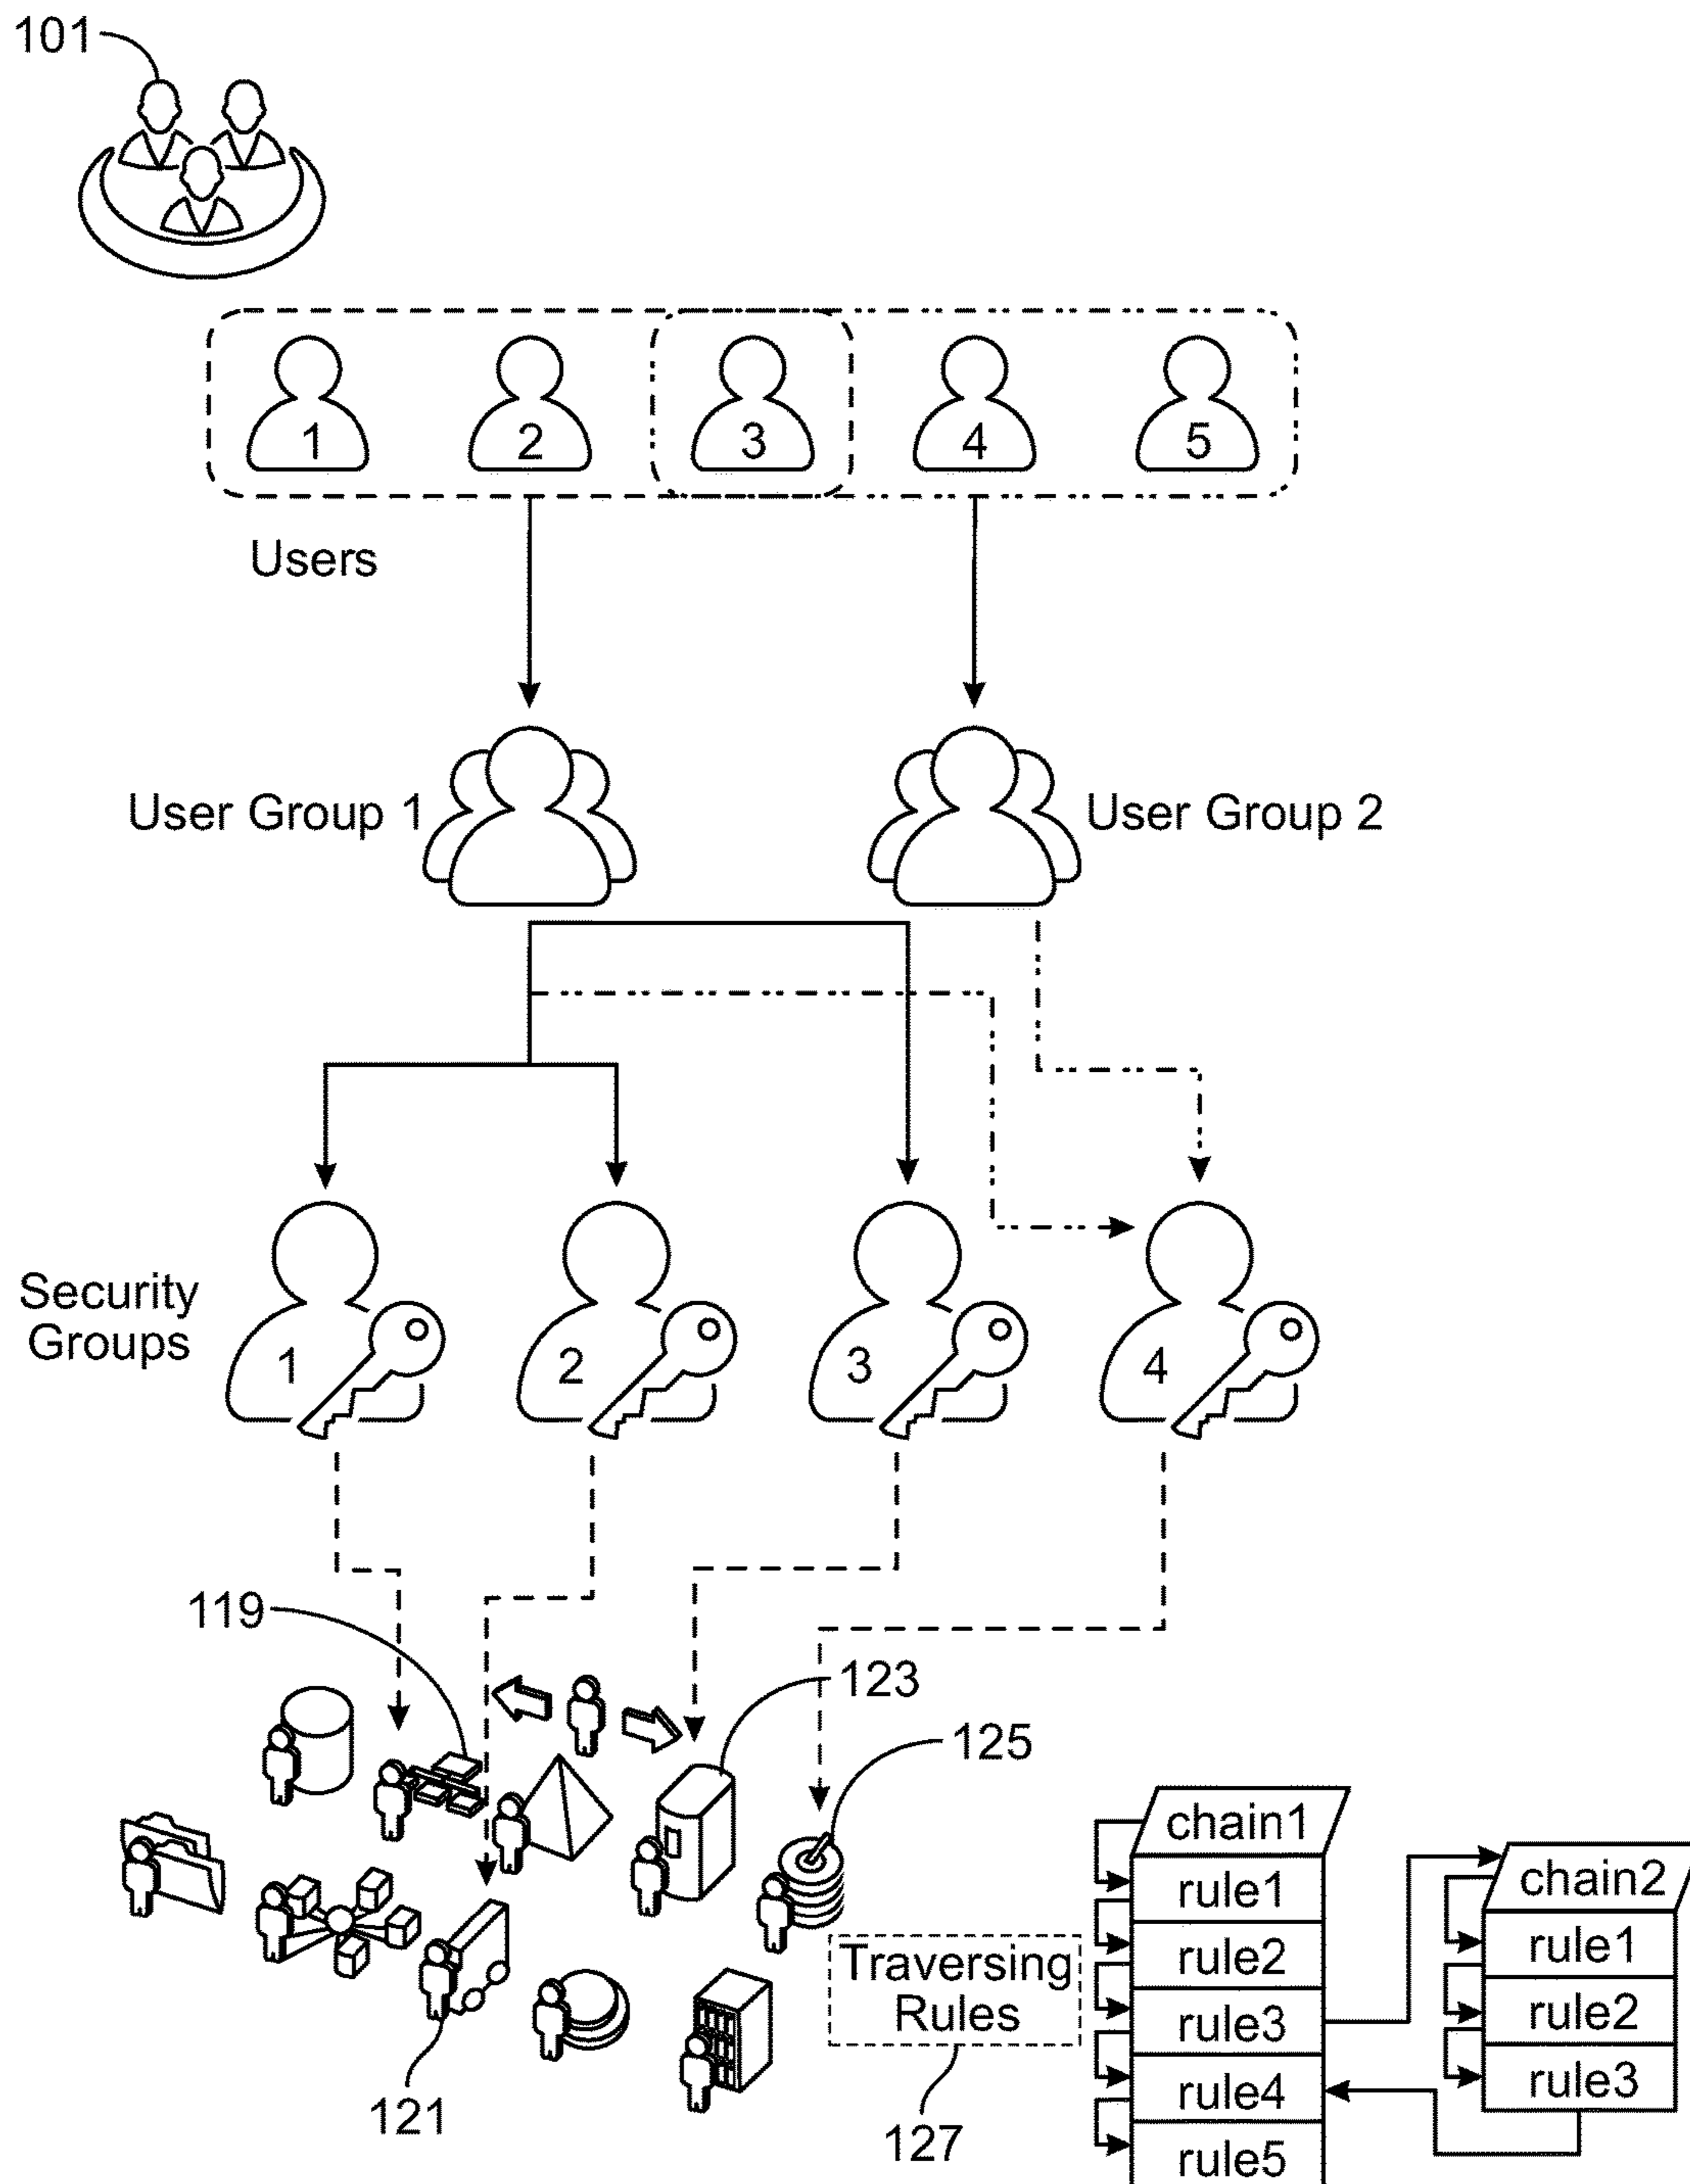 101
1
2
3
4
5
Users
User Group 1
User Group 2
Security
Groups
1
2
3
4
119
123
125
chain1
rule1
rule2
rule3
rule4
rule5
chain2
rule1
rule2
rule3
Traversing
Rules
121
127